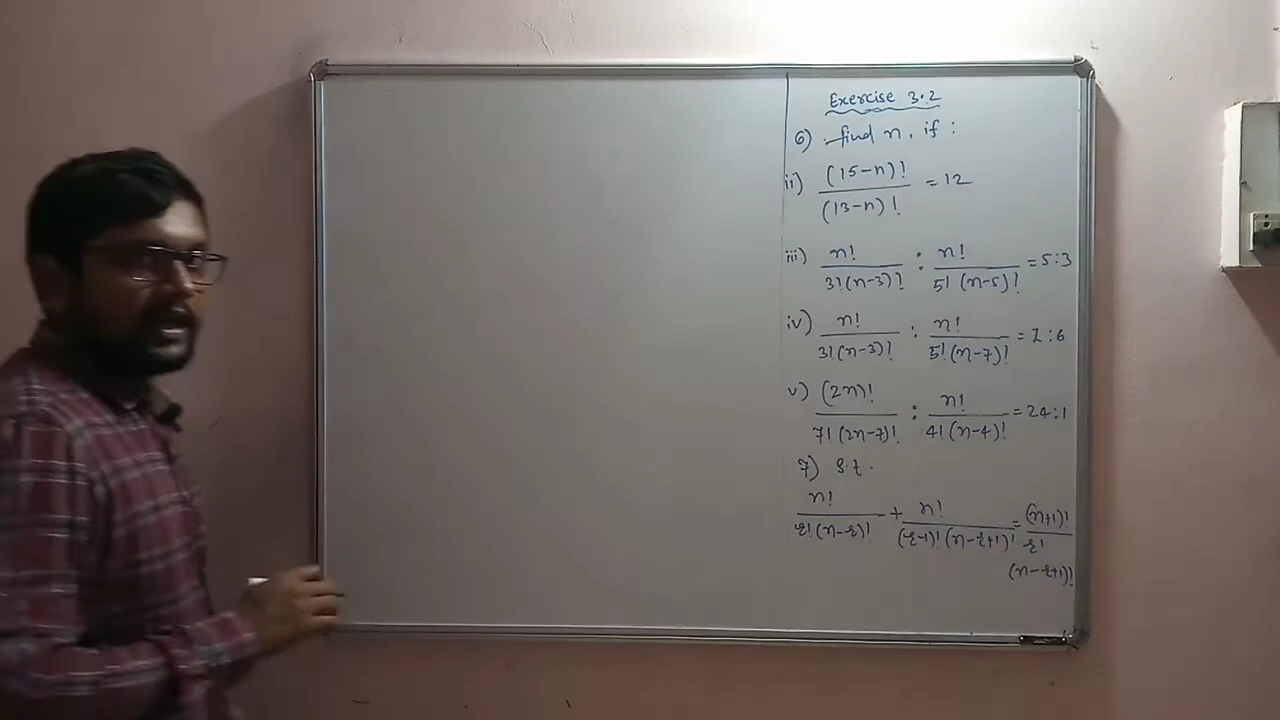 Exercise 3.2
6) find n, if :
ii) (15-n)! / (13-n)! = 12
iii) n! / 3!(n-3)! : n! / 5!(n-5)! = 5:3
iv) n! / 3!(n-3)! : n! / 5!(n-7)! = 1:6
v) (2n)! / 7!(2n-7)! : n! / 4!(n-4)! = 24:1
7) S.t.
n! / r!(n-r)! + n! / (r-1)!(n-r+1)! = (n+1)! / r!
(n-r+1)!